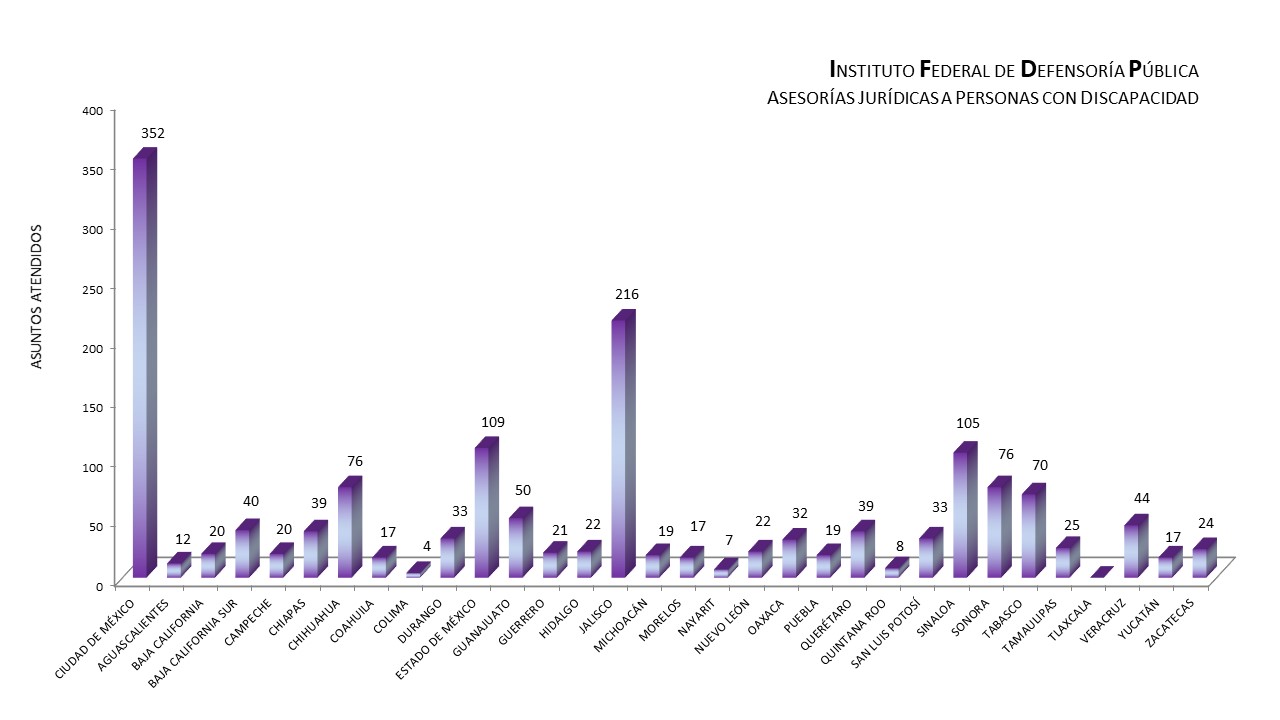 INSTITUTO FEDERAL DE DEFENSORÍA PÚBLICA
ASESORÍAS JURÍDICAS A PERSONAS CON DISCAPACIDAD
ASUNTOS ATENDIDOS
400
350
300
250
200
150
100
50
0
352
12
20
40
20
39
76
17
4
33
109
50
21
22
216
19
17
7
22
32
19
39
8
33
105
76
70
25
44
17
24
CIUDAD DE MÉXICO
AGUASCALIENTES
BAJA CALIFORNIA
BAJA CALIFORNIA SUR
CAMPECHE
CHIAPAS
CHIHUAHUA
COAHUILA
COLIMA
DURANGO
ESTADO DE MÉXICO
GUANAJUATO
GUERRERO
HIDALGO
JALISCO
MICHOACÁN
MORELOS
NAYARIT
NUEVO LEÓN
OAXACA
PUEBLA
QUERÉTARO
QUINTANA ROO
SAN LUIS POTOSÍ
SINALOA
SONORA
TABASCO
TAMAULIPAS
TLAXCALA
VERACRUZ
YUCATÁN
ZACATECAS